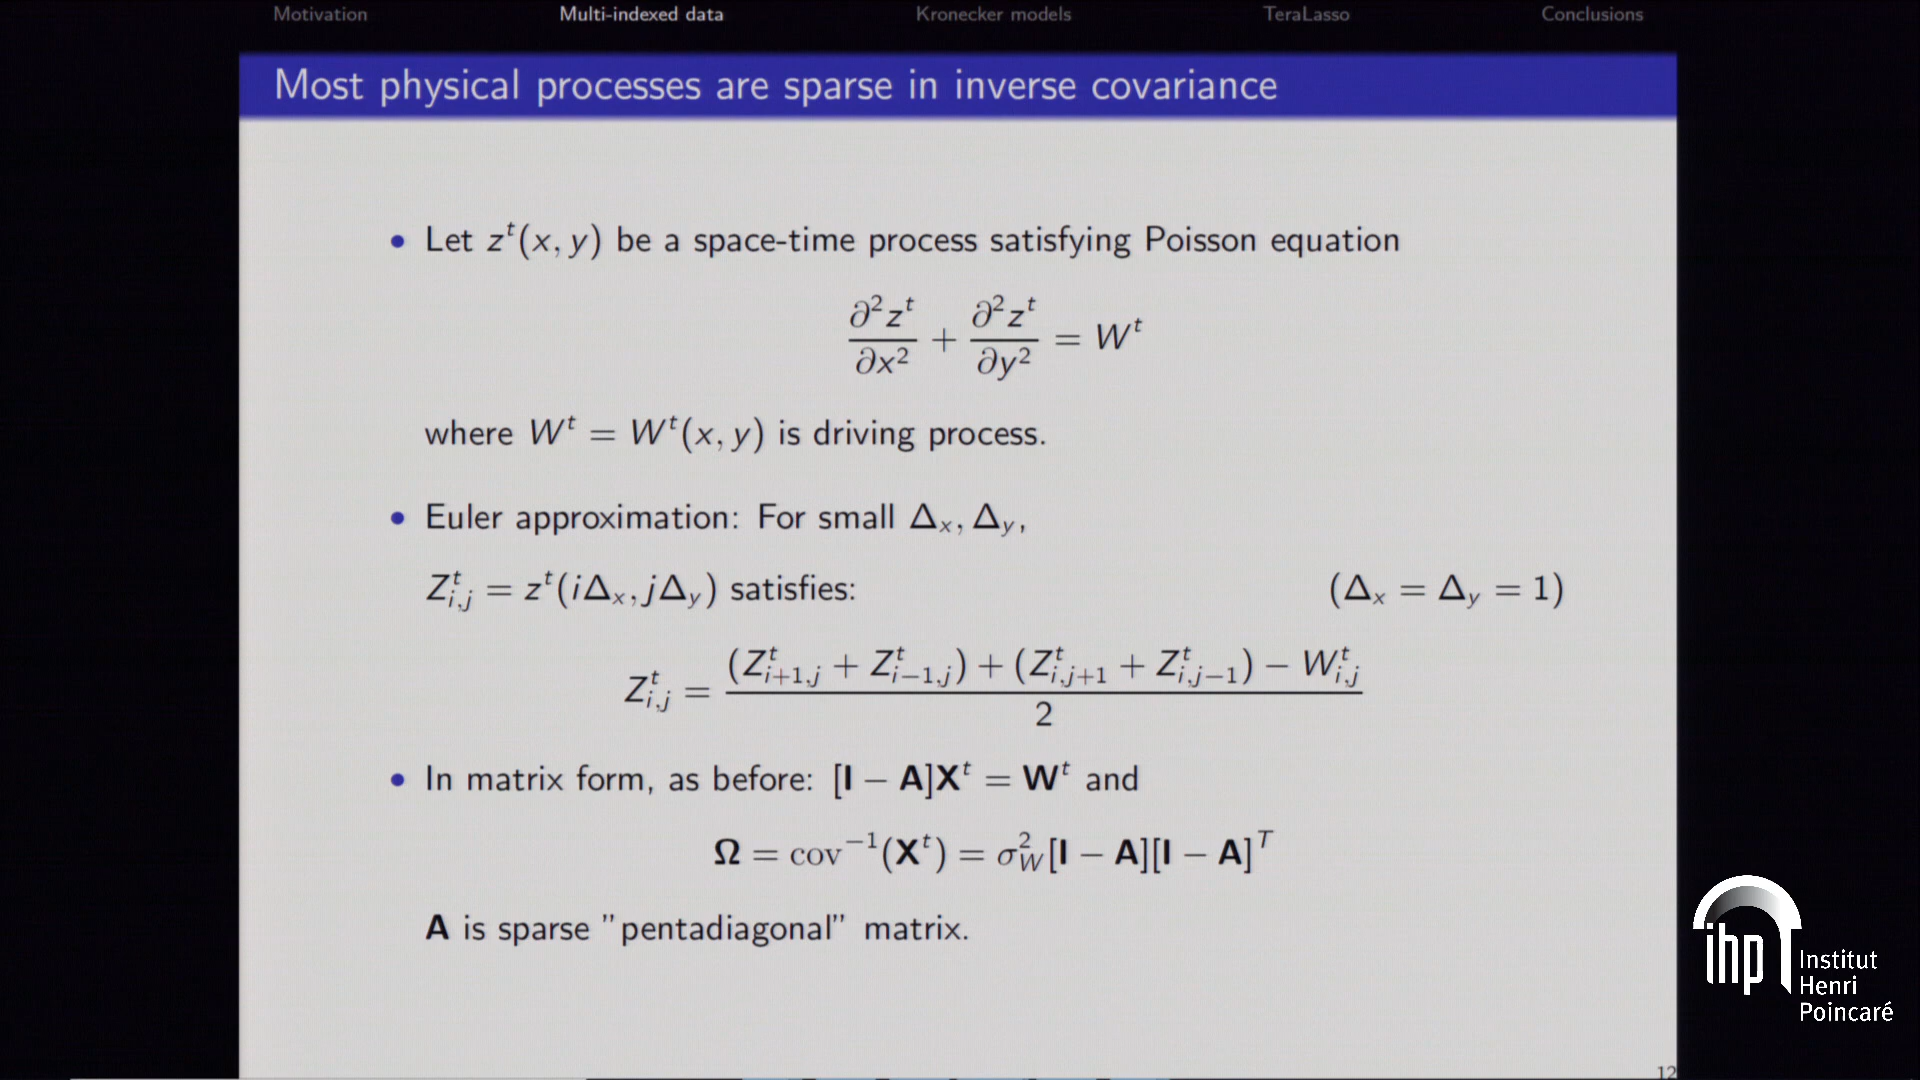 Motivation Multi-indexed data Kronecker models TeraLasso Conclusions
Most physical processes are sparse in inverse covariance
• Let z^t(x, y) be a space-time process satisfying Poisson equation
∂²z^t/∂x² + ∂²z^t/∂y² = W^t
where W^t = W^t(x, y) is driving process.
• Euler approximation: For small Δ_x, Δ_y,
Z^t_{i,j} = z^t(iΔ_x, jΔ_y) satisfies: (Δ_x = Δ_y = 1)
Z^t_{i,j} = ((Z^t_{i+1,j} + Z^t_{i−1,j}) + (Z^t_{i,j+1} + Z^t_{i,j−1}) − W^t_{i,j})/2
• In matrix form, as before: [I − A]X^t = W^t and
Ω = cov^{−1}(X^t) = σ²_W[I − A][I − A]^T
A is sparse ”pentadiagonal” matrix.
12
ihp Institut
Henri
Poincaré